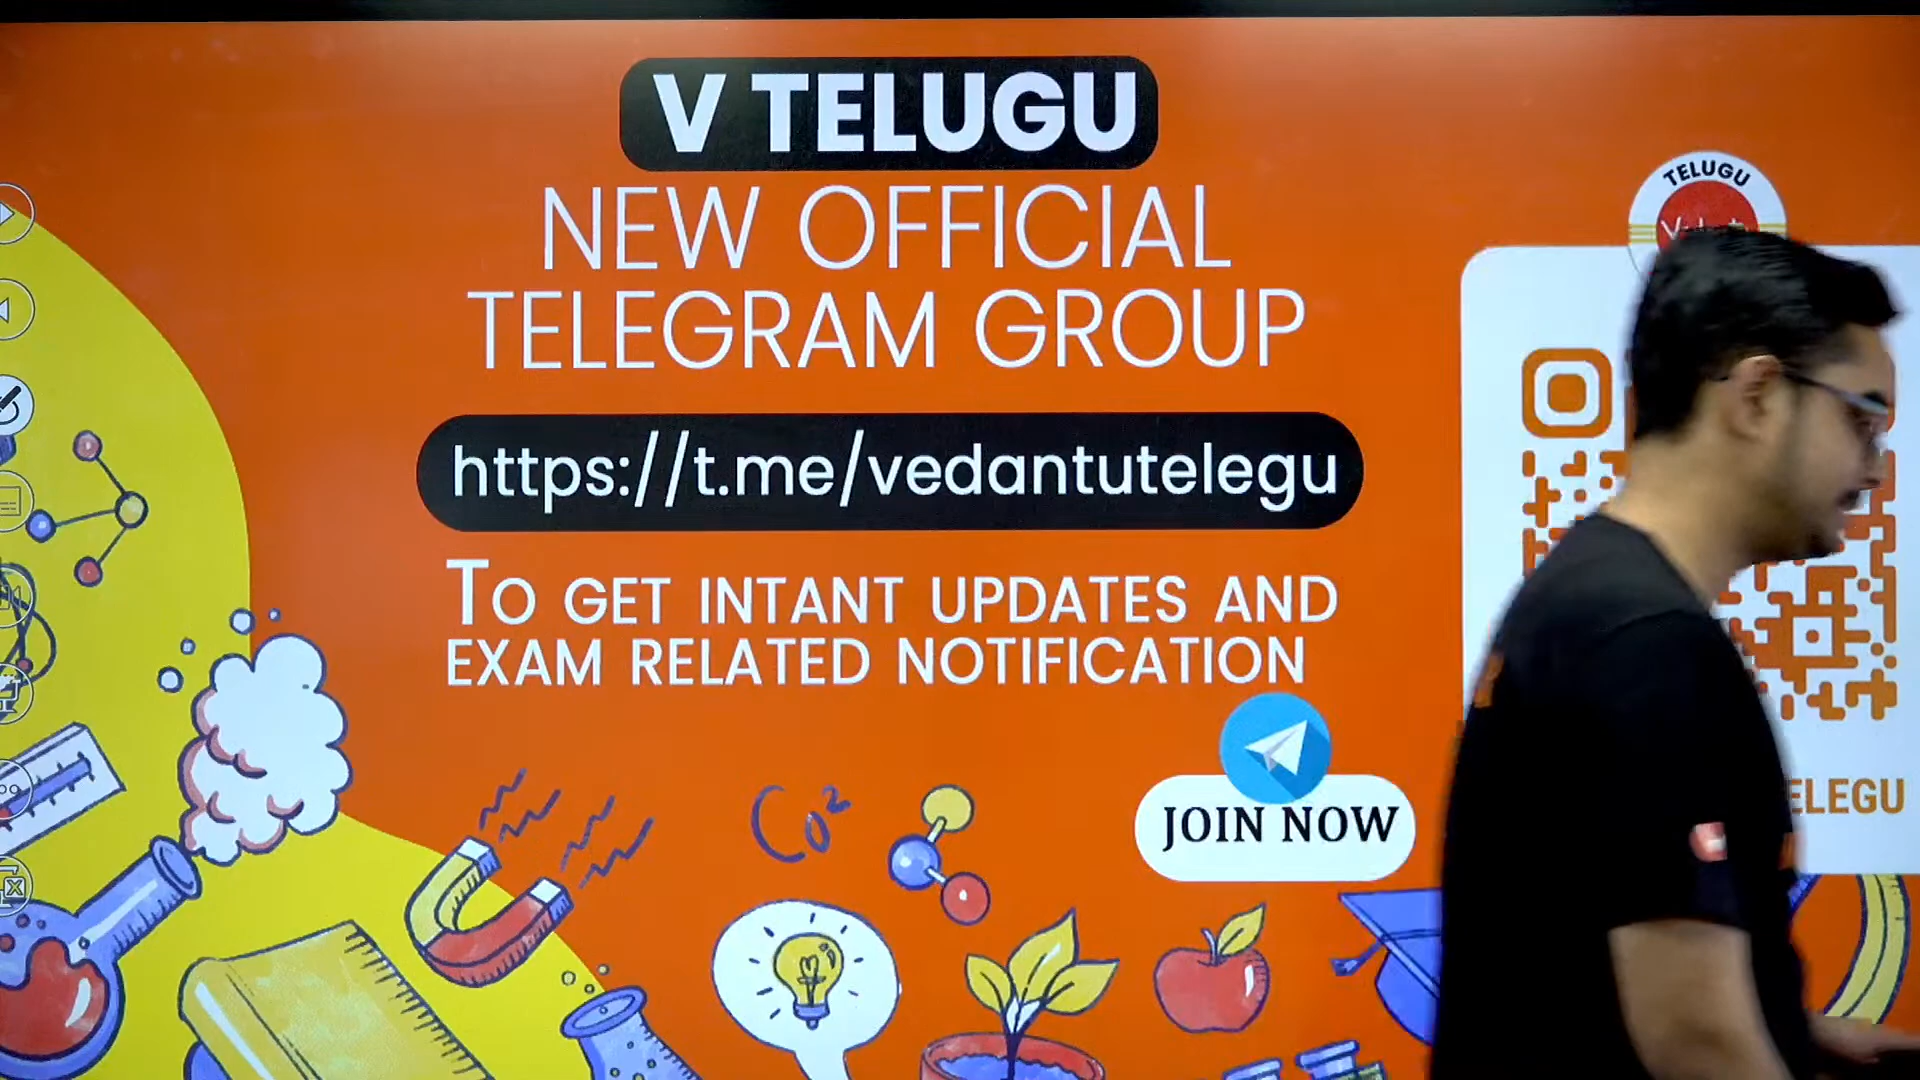 V TELUGU
NEW OFFICIAL
TELEGRAM GROUP
https://t.me/vedantutelegu
TO GET INTANT UPDATES AND
EXAM RELATED NOTIFICATION
JOIN NOW
Co²
TELUGU
ELEGU